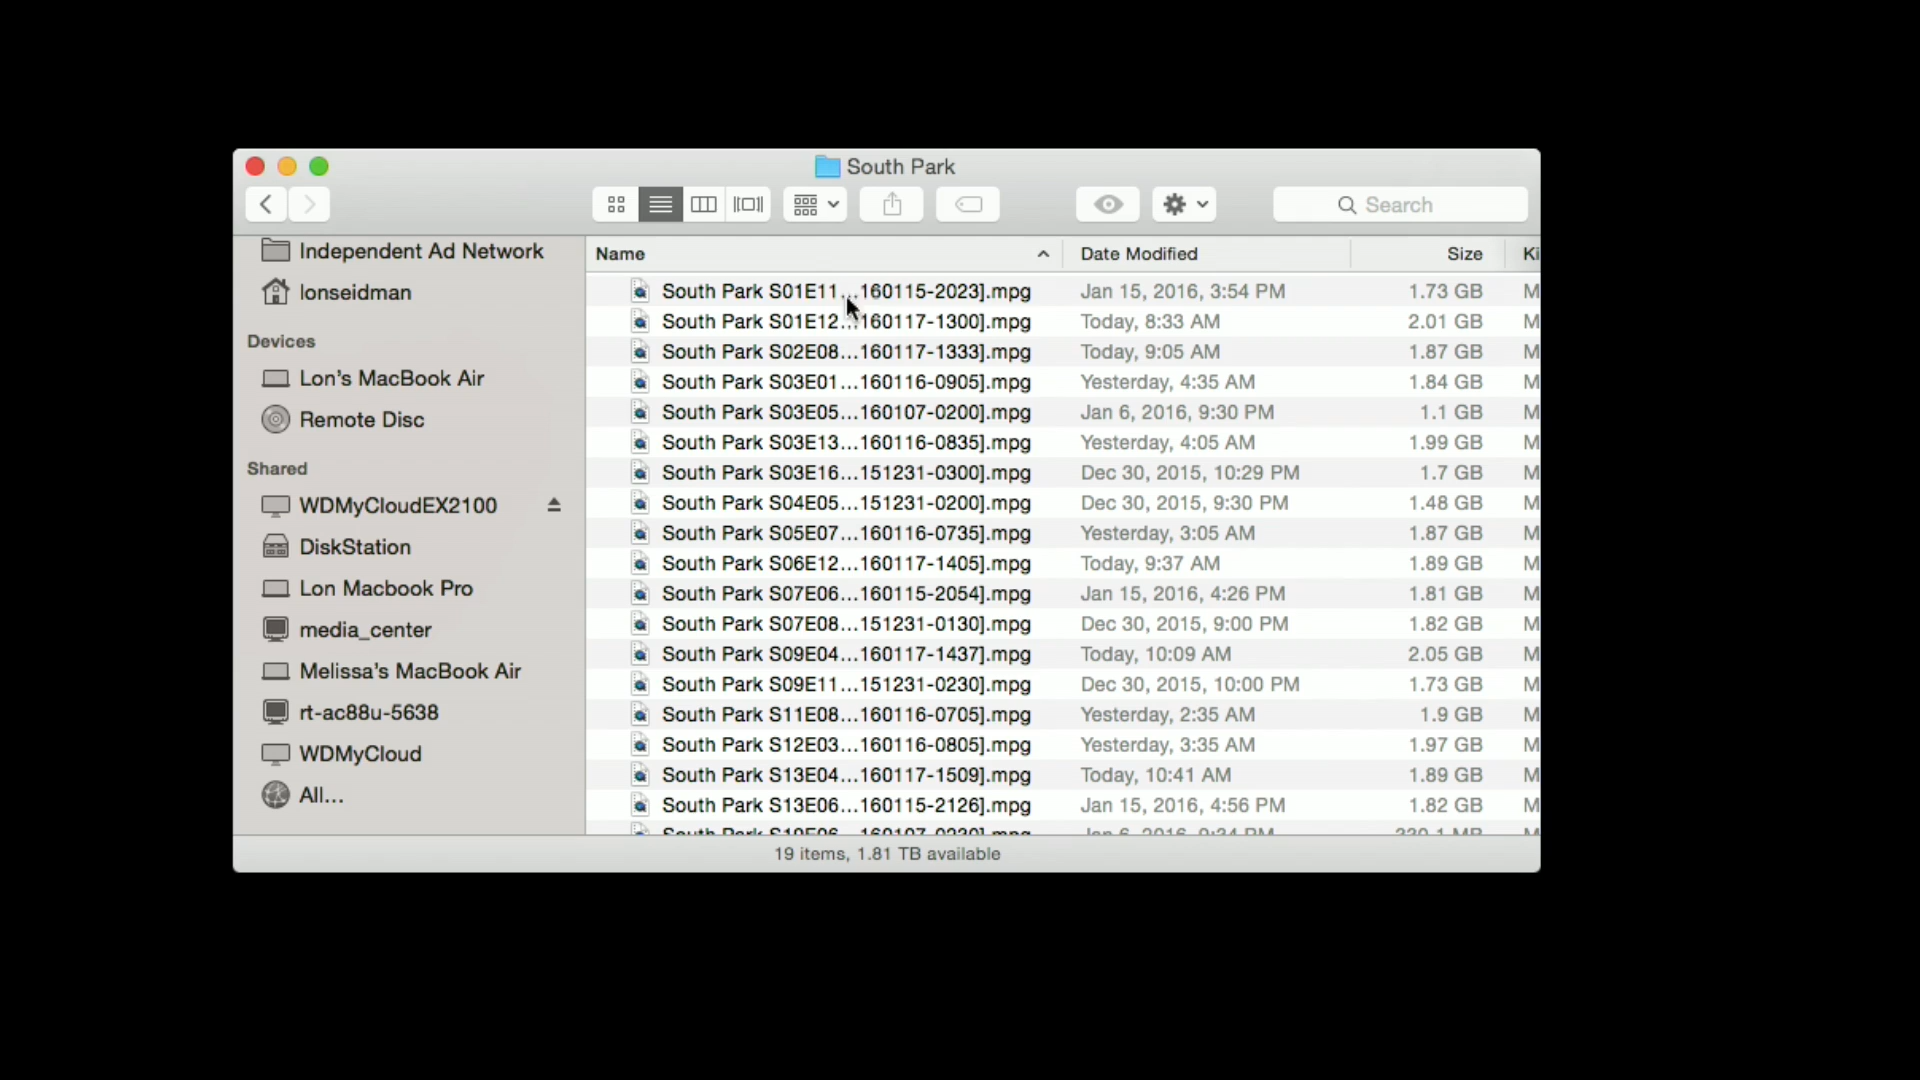 South Park
Search
Independent Ad Network
lonseidman
Devices
Lon's MacBook Air
Remote Disc
Shared
WDMyCloudEX2100
DiskStation
Lon Macbook Pro
media_center
Melissa's MacBook Air
rt-ac88u-5638
WDMyCloud
All...
Name Date Modified Size Ki
South Park S01E11...160115-2023].mpg Jan 15, 2016, 3:54 PM 1.73 GB M
South Park S01E12...160117-1300].mpg Today, 8:33 AM 2.01 GB M
South Park S02E08...160117-1333].mpg Today, 9:05 AM 1.87 GB M
South Park S03E01...160116-0905].mpg Yesterday, 4:35 AM 1.84 GB M
South Park S03E05...160107-0200].mpg Jan 6, 2016, 9:30 PM 1.1 GB M
South Park S03E13...160116-0835].mpg Yesterday, 4:05 AM 1.99 GB M
South Park S03E16...151231-0300].mpg Dec 30, 2015, 10:29 PM 1.7 GB M
South Park S04E05...151231-0200].mpg Dec 30, 2015, 9:30 PM 1.48 GB M
South Park S05E07...160116-0735].mpg Yesterday, 3:05 AM 1.87 GB M
South Park S06E12...160117-1405].mpg Today, 9:37 AM 1.89 GB M
South Park S07E06...160115-2054].mpg Jan 15, 2016, 4:26 PM 1.81 GB M
South Park S07E08...151231-0130].mpg Dec 30, 2015, 9:00 PM 1.82 GB M
South Park S09E04...160117-1437].mpg Today, 10:09 AM 2.05 GB M
South Park S09E11...151231-0230].mpg Dec 30, 2015, 10:00 PM 1.73 GB M
South Park S11E08...160116-0705].mpg Yesterday, 2:35 AM 1.9 GB M
South Park S12E03...160116-0805].mpg Yesterday, 3:35 AM 1.97 GB M
South Park S13E04...160117-1509].mpg Today, 10:41 AM 1.89 GB M
South Park S13E06...160115-2126].mpg Jan 15, 2016, 4:56 PM 1.82 GB M
19 items, 1.81 TB available